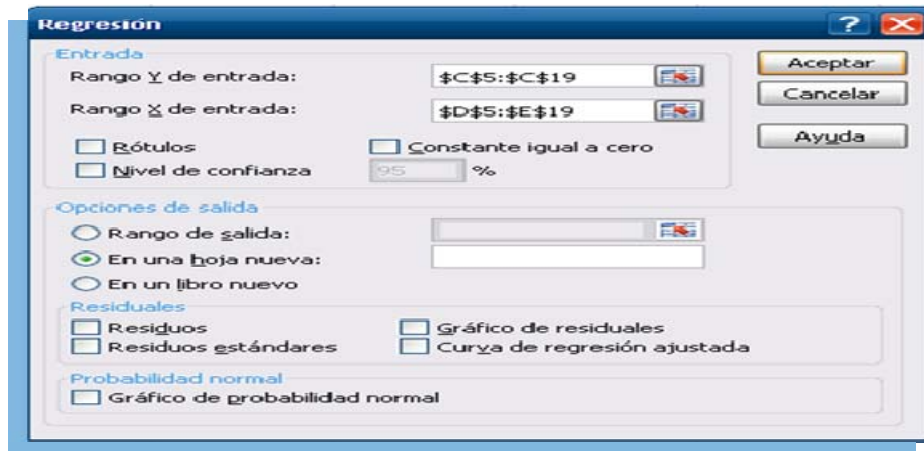 Regresión
Entrada
Rango Y de entrada: $C$5:$C$19
Rango X de entrada: $D$5:$E$19
Rótulos Constante igual a cero
Nivel de confianza 95 %
Aceptar
Cancelar
Ayuda
Opciones de salida
Rango de salida:
En una hoja nueva:
En un libro nuevo
Residuales
Residuos Gráfico de residuales
Residuos estándares Curva de regresión ajustada
Probabilidad normal
Gráfico de probabilidad normal